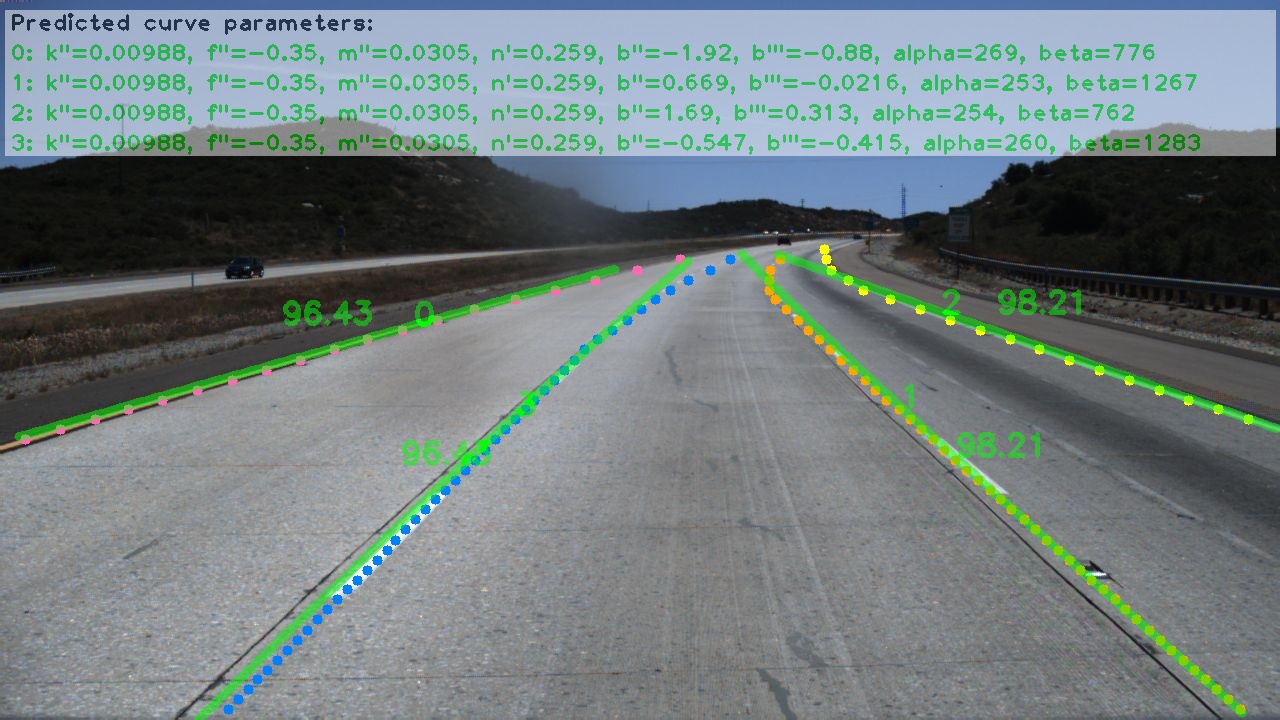 Predicted curve parameters:
0: k"=0.00988, f"=-0.35, m"=0.0305, n'=0.259, b"=-1.92, b'''=-0.88, alpha=269, beta=776
1: k"=0.00988, f"=-0.35, m"=0.0305, n'=0.259, b"=0.669, b'''=-0.0216, alpha=253, beta=1267
2: k"=0.00988, f"=-0.35, m"=0.0305, n'=0.259, b"=1.69, b'''=0.313, alpha=254, beta=762
3: k"=0.00988, f"=-0.35, m"=0.0305, n'=0.259, b"=-0.547, b'''=-0.415, alpha=260, beta=1283
96.43 0
2 98.21
1
98.21